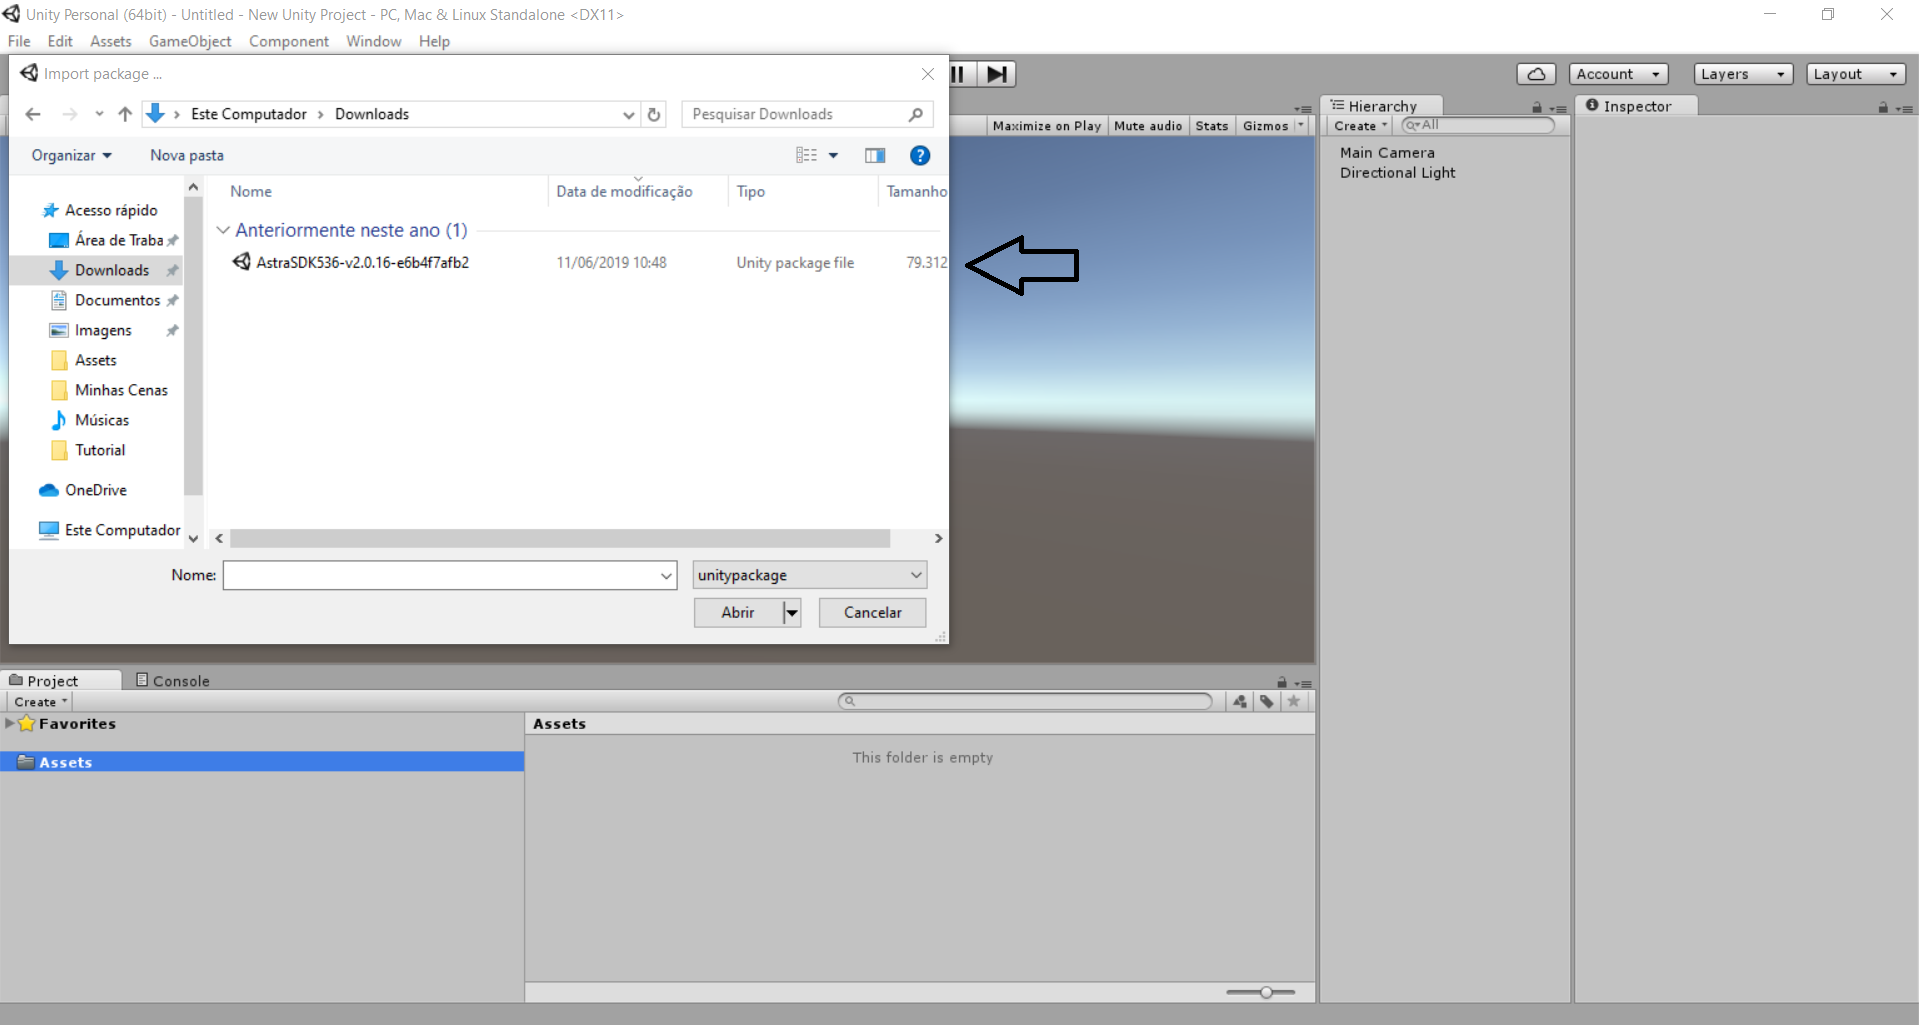 Unity Personal (64bit) - Untitled - New Unity Project - PC, Mac & Linux Standalone <DX11>
File Edit Assets GameObject Component Window Help
Import package ...
Este Computador Downloads
Pesquisar Downloads
Organizar Nova pasta
Nome Data de modificação Tipo Tamanho
Acesso rápido
Área de Traba
Downloads
Documentos
Imagens
Assets
Minhas Cenas
Músicas
Tutorial
OneDrive
Este Computador
Anteriormente neste ano (1)
AstraSDK536-v2.0.16-e6b4f7afb2 11/06/2019 10:48 Unity package file 79.312
Nome: unitypackage
Abrir Cancelar
Account Layers Layout
Maximize on Play Mute audio Stats Gizmos
Hierarchy
Create All
Main Camera
Directional Light
Inspector
Project Console
Create
Favorites
Assets
Assets
This folder is empty